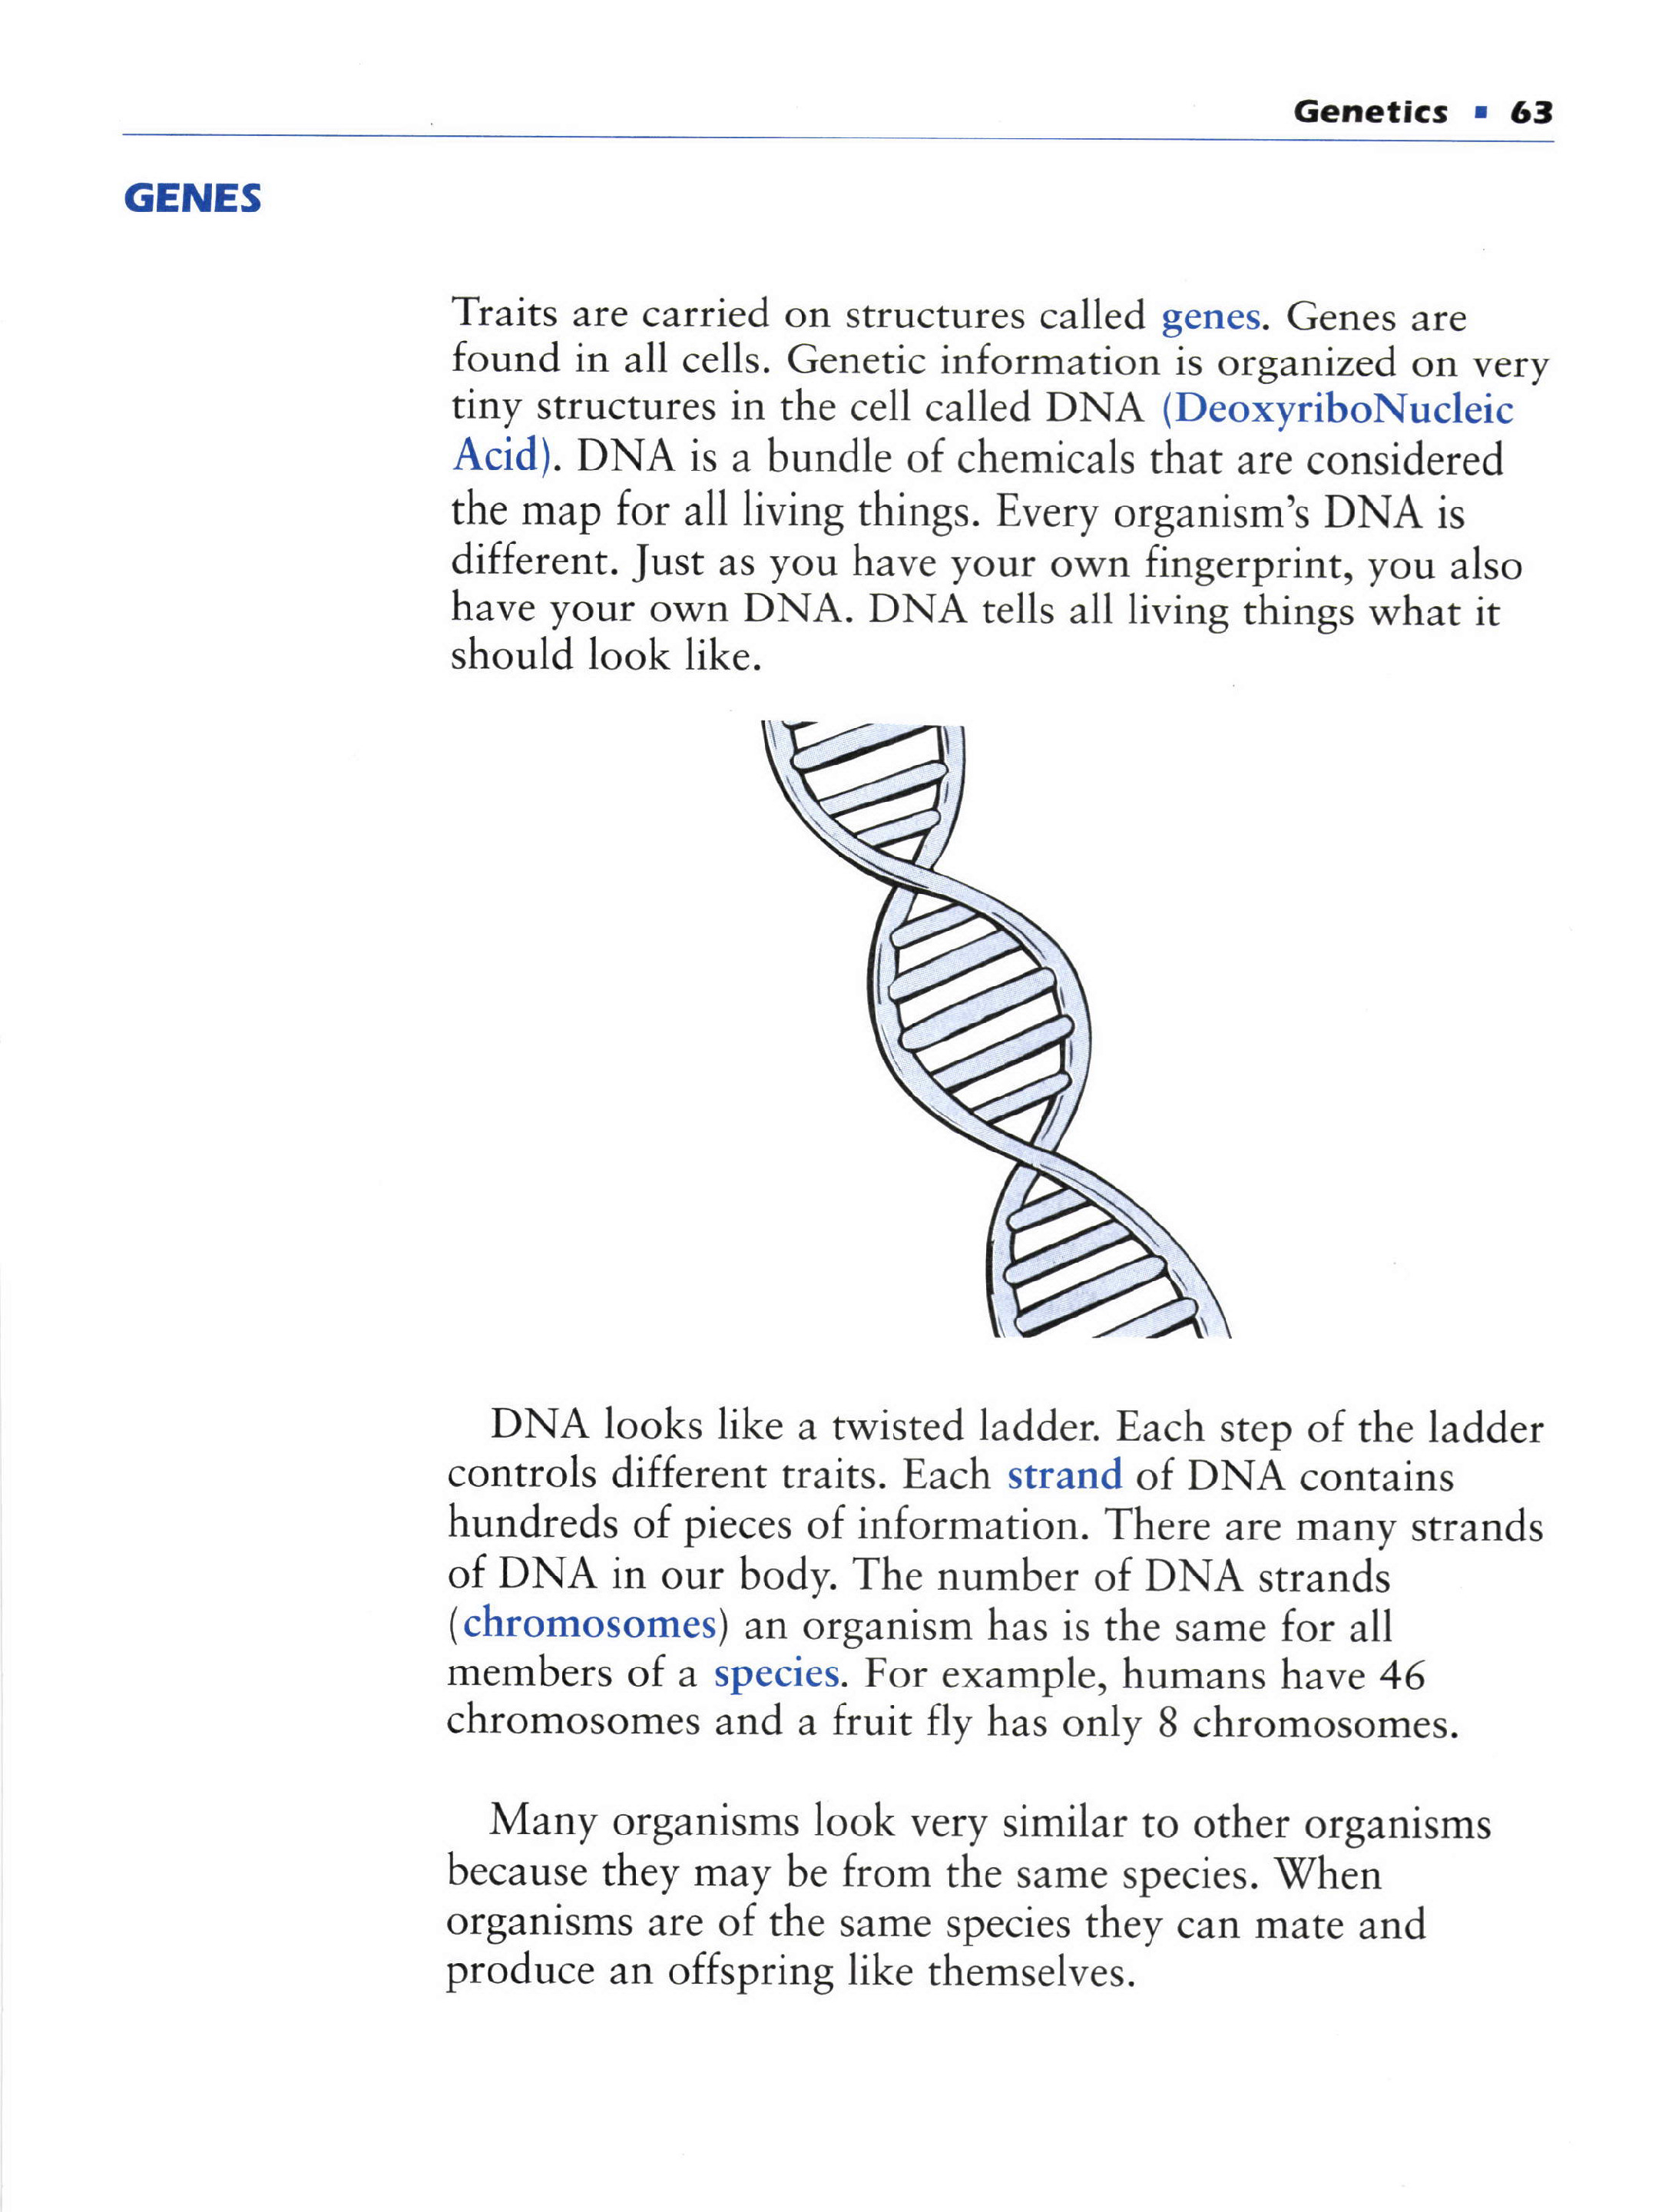 Genetics ▪ 63
GENES
Traits are carried on structures called genes. Genes are
found in all cells. Genetic information is organized on very
tiny structures in the cell called DNA (DeoxyriboNucleic
Acid). DNA is a bundle of chemicals that are considered
the map for all living things. Every organism’s DNA is
different. Just as you have your own fingerprint, you also
have your own DNA. DNA tells all living things what it
should look like.
DNA looks like a twisted ladder. Each step of the ladder
controls different traits. Each strand of DNA contains
hundreds of pieces of information. There are many strands
of DNA in our body. The number of DNA strands
(chromosomes) an organism has is the same for all
members of a species. For example, humans have 46
chromosomes and a fruit fly has only 8 chromosomes.
Many organisms look very similar to other organisms
because they may be from the same species. When
organisms are of the same species they can mate and
produce an offspring like themselves.